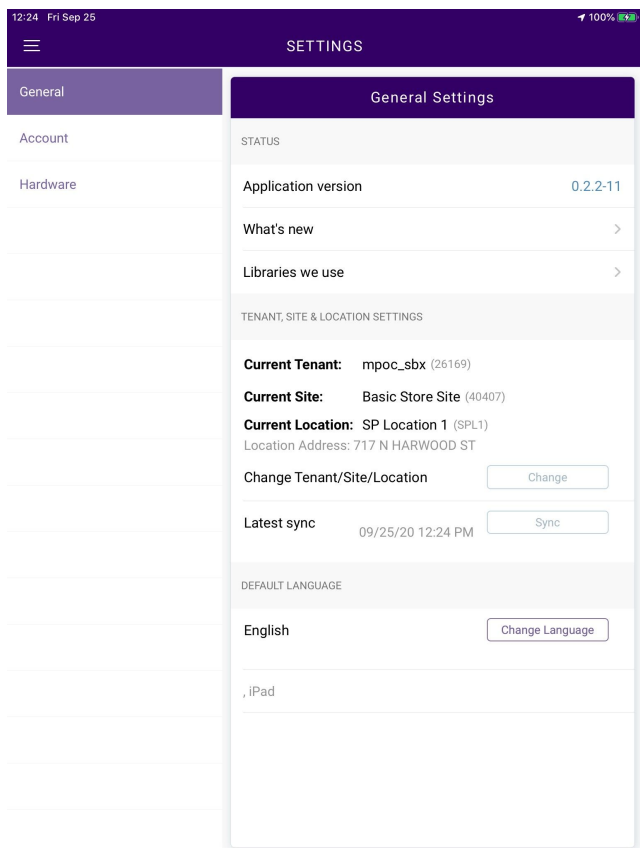 12:24 Fri Sep 25
100%
SETTINGS
General
Account
Hardware
General Settings
STATUS
Application version 0.2.2-11
What's new
Libraries we use
TENANT, SITE & LOCATION SETTINGS
Current Tenant: mpoc_sbx (26169)
Current Site: Basic Store Site (40407)
Current Location: SP Location 1 (SPL1)
Location Address: 717 N HARWOOD ST
Change Tenant/Site/Location Change
Latest sync 09/25/20 12:24 PM Sync
DEFAULT LANGUAGE
English Change Language
, iPad